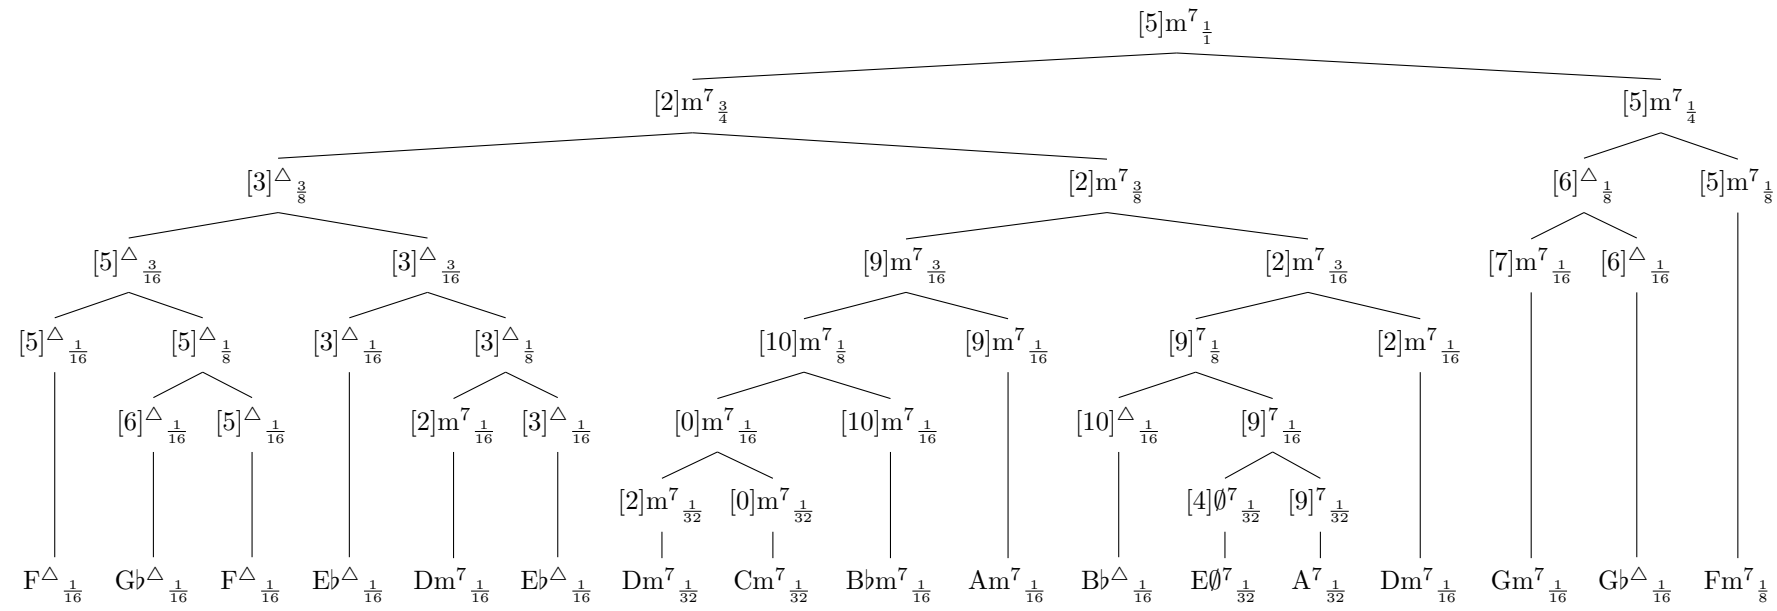 [5]m⁷ 1/1
[2]m⁷ 3/4 [5]m⁷ 1/4
[3]△ 3/8 [2]m⁷ 3/8 [6]△ 1/8 [5]m⁷ 1/8
[5]△ 3/16 [3]△ 3/16 [9]m⁷ 3/16 [2]m⁷ 3/16 [7]m⁷ 1/16 [6]△ 1/16
[5]△ 1/16 [5]△ 1/8 [3]△ 1/16 [3]△ 1/8 [10]m⁷ 1/8 [9]m⁷ 1/16 [9]⁷ 1/8 [2]m⁷ 1/16
[6]△ 1/16 [5]△ 1/16 [2]m⁷ 1/16 [3]△ 1/16 [0]m⁷ 1/16 [10]m⁷ 1/16 [10]△ 1/16 [9]⁷ 1/16
[2]m⁷ 1/32 [0]m⁷ 1/32 [4]∅⁷ 1/32 [9]⁷ 1/32
F△ 1/16 G♭△ 1/16 F△ 1/16 E♭△ 1/16 Dm⁷ 1/16 E♭△ 1/16 Dm⁷ 1/32 Cm⁷ 1/32 B♭m⁷ 1/16 Am⁷ 1/16 B♭△ 1/16 E∅⁷ 1/32 A⁷ 1/32 Dm⁷ 1/16 Gm⁷ 1/16 G♭△ 1/16 Fm⁷ 1/8